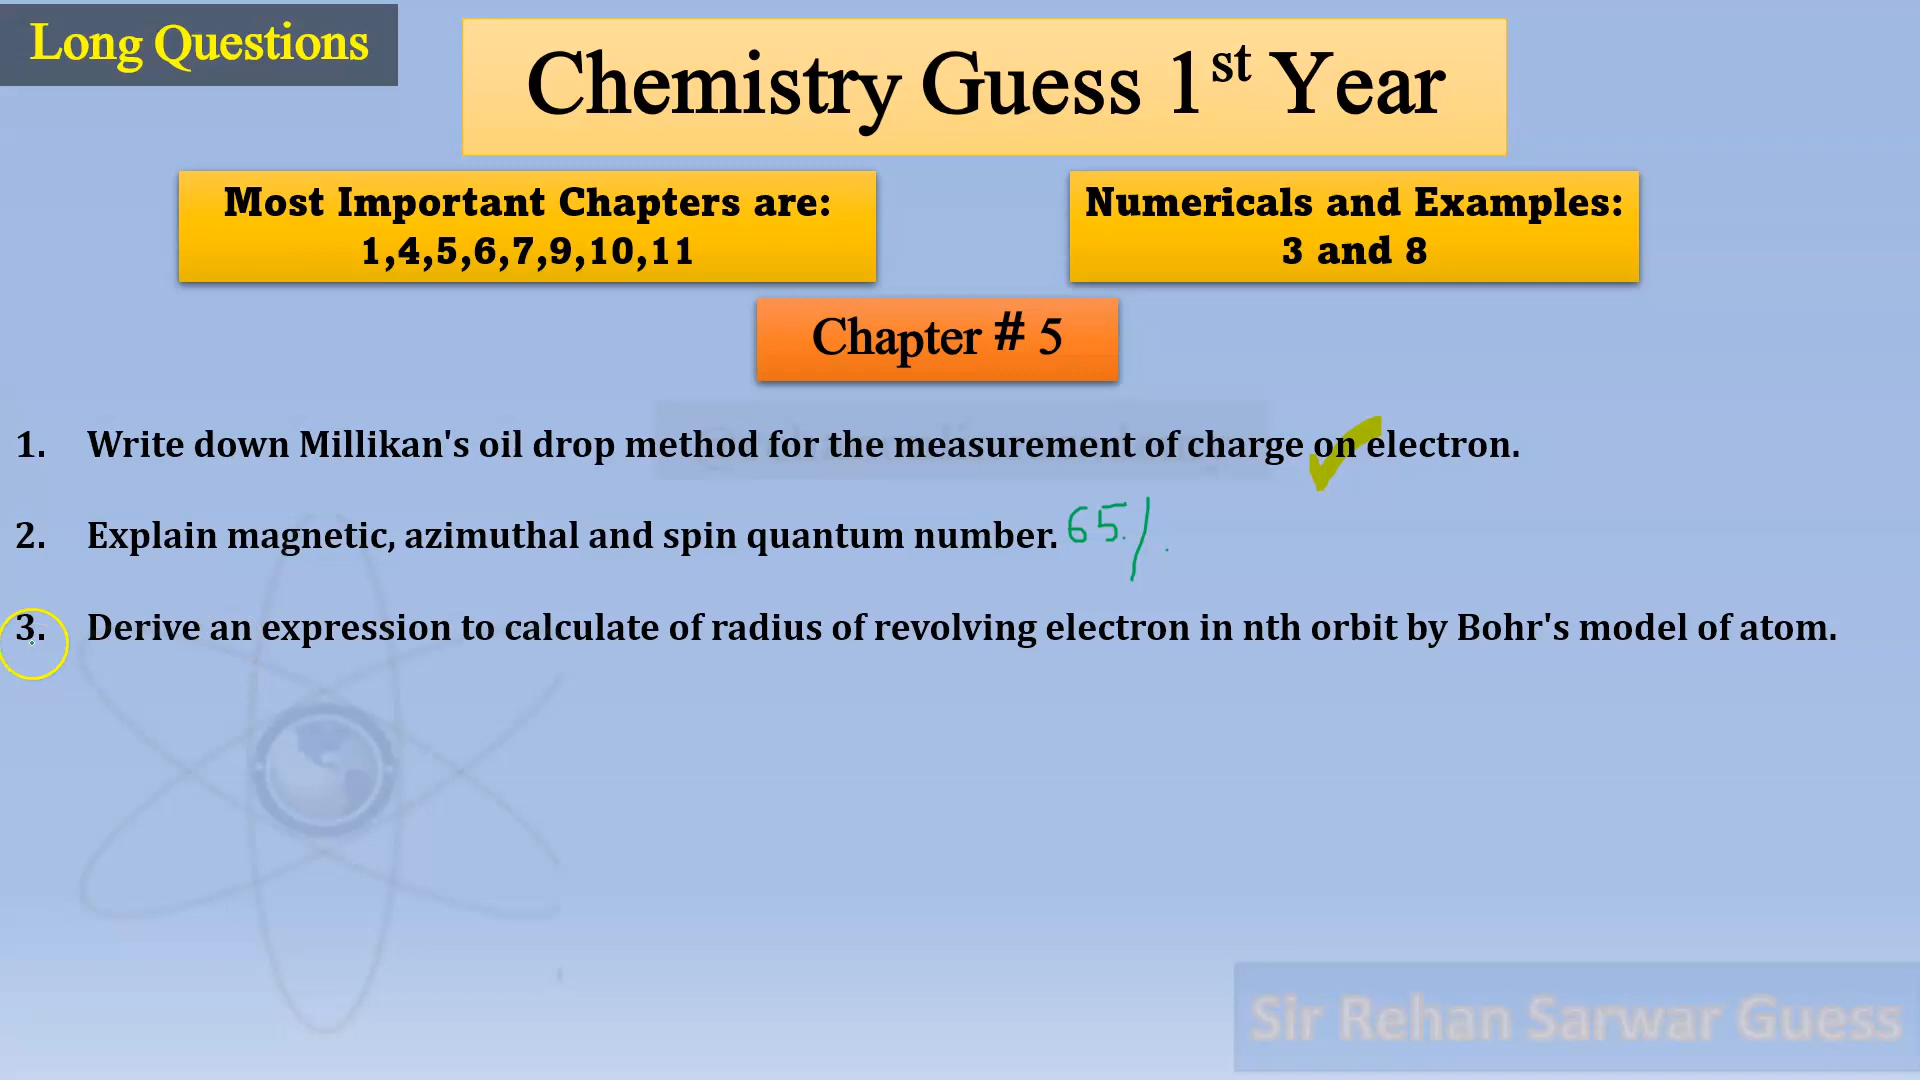 Long Questions
Chemistry Guess 1st Year
Most Important Chapters are:
1,4,5,6,7,9,10,11
Numericals and Examples:
3 and 8
Chapter # 5
1. Write down Millikan's oil drop method for the measurement of charge on electron.
2. Explain magnetic, azimuthal and spin quantum number. 65./.
3. Derive an expression to calculate of radius of revolving electron in nth orbit by Bohr's model of atom.
Sir Rehan Sarwar Guess